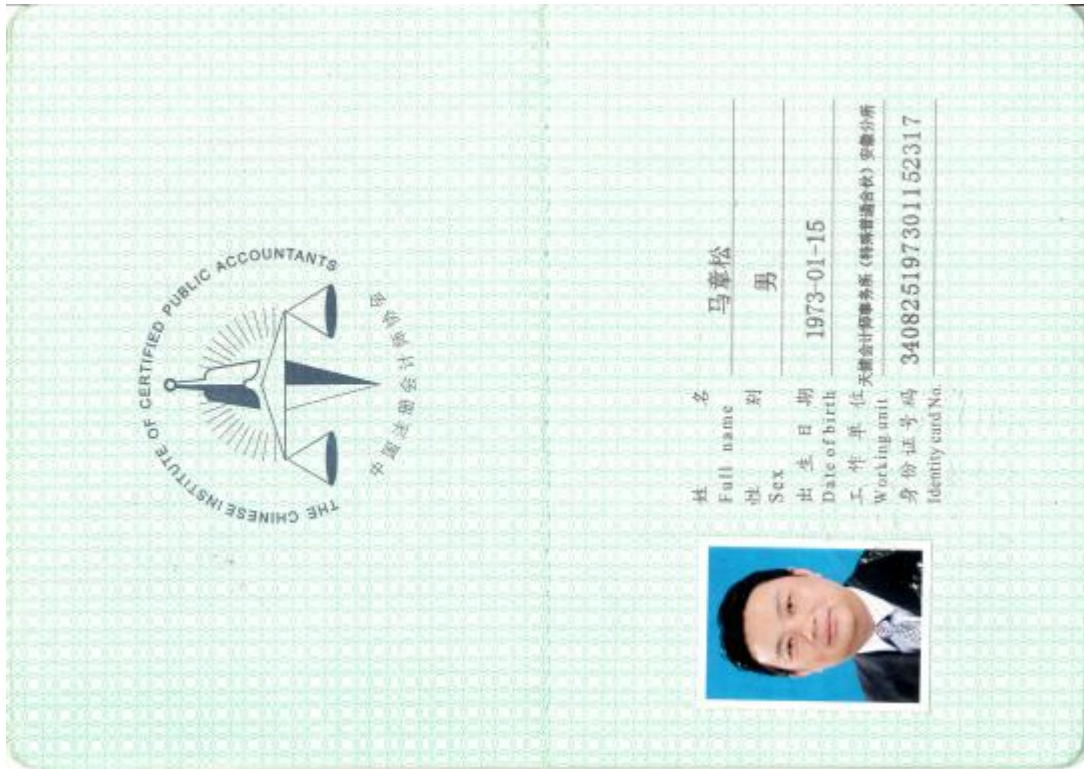 THE CHINESE INSTITUTE OF CERTIFIED PUBLIC ACCOUNTANTS
中国注册会计师协会
姓 名 马章松
Full name
性 别 男
Sex
出 生 日 期 1973-01-15
Date of birth
工 作 单 位 天健会计师事务所(特殊普通合伙)安徽分所
Working unit
身 份 证 号 码 340825197301152317
Identity card No.